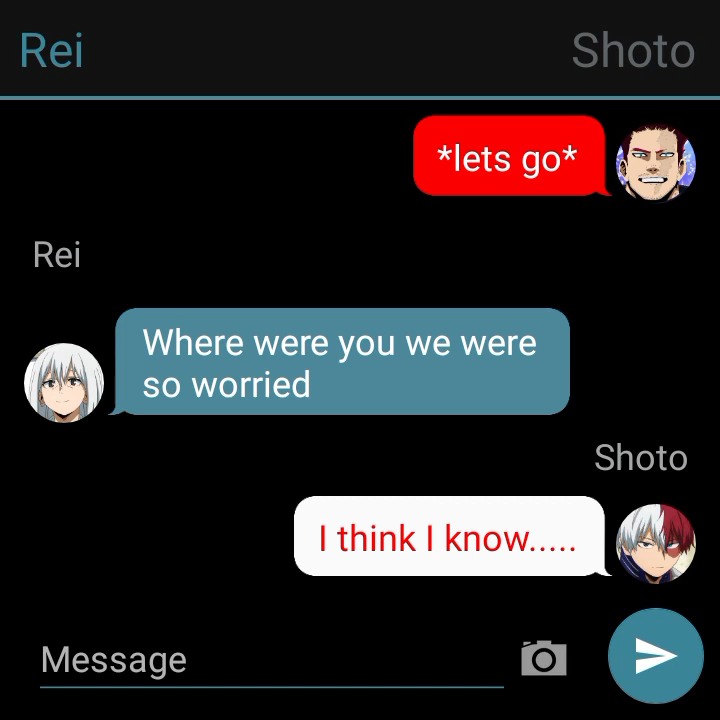 Rei
Shoto
*lets go*
Rei
Where were you we were
so worried
Shoto
I think I know.....
Message